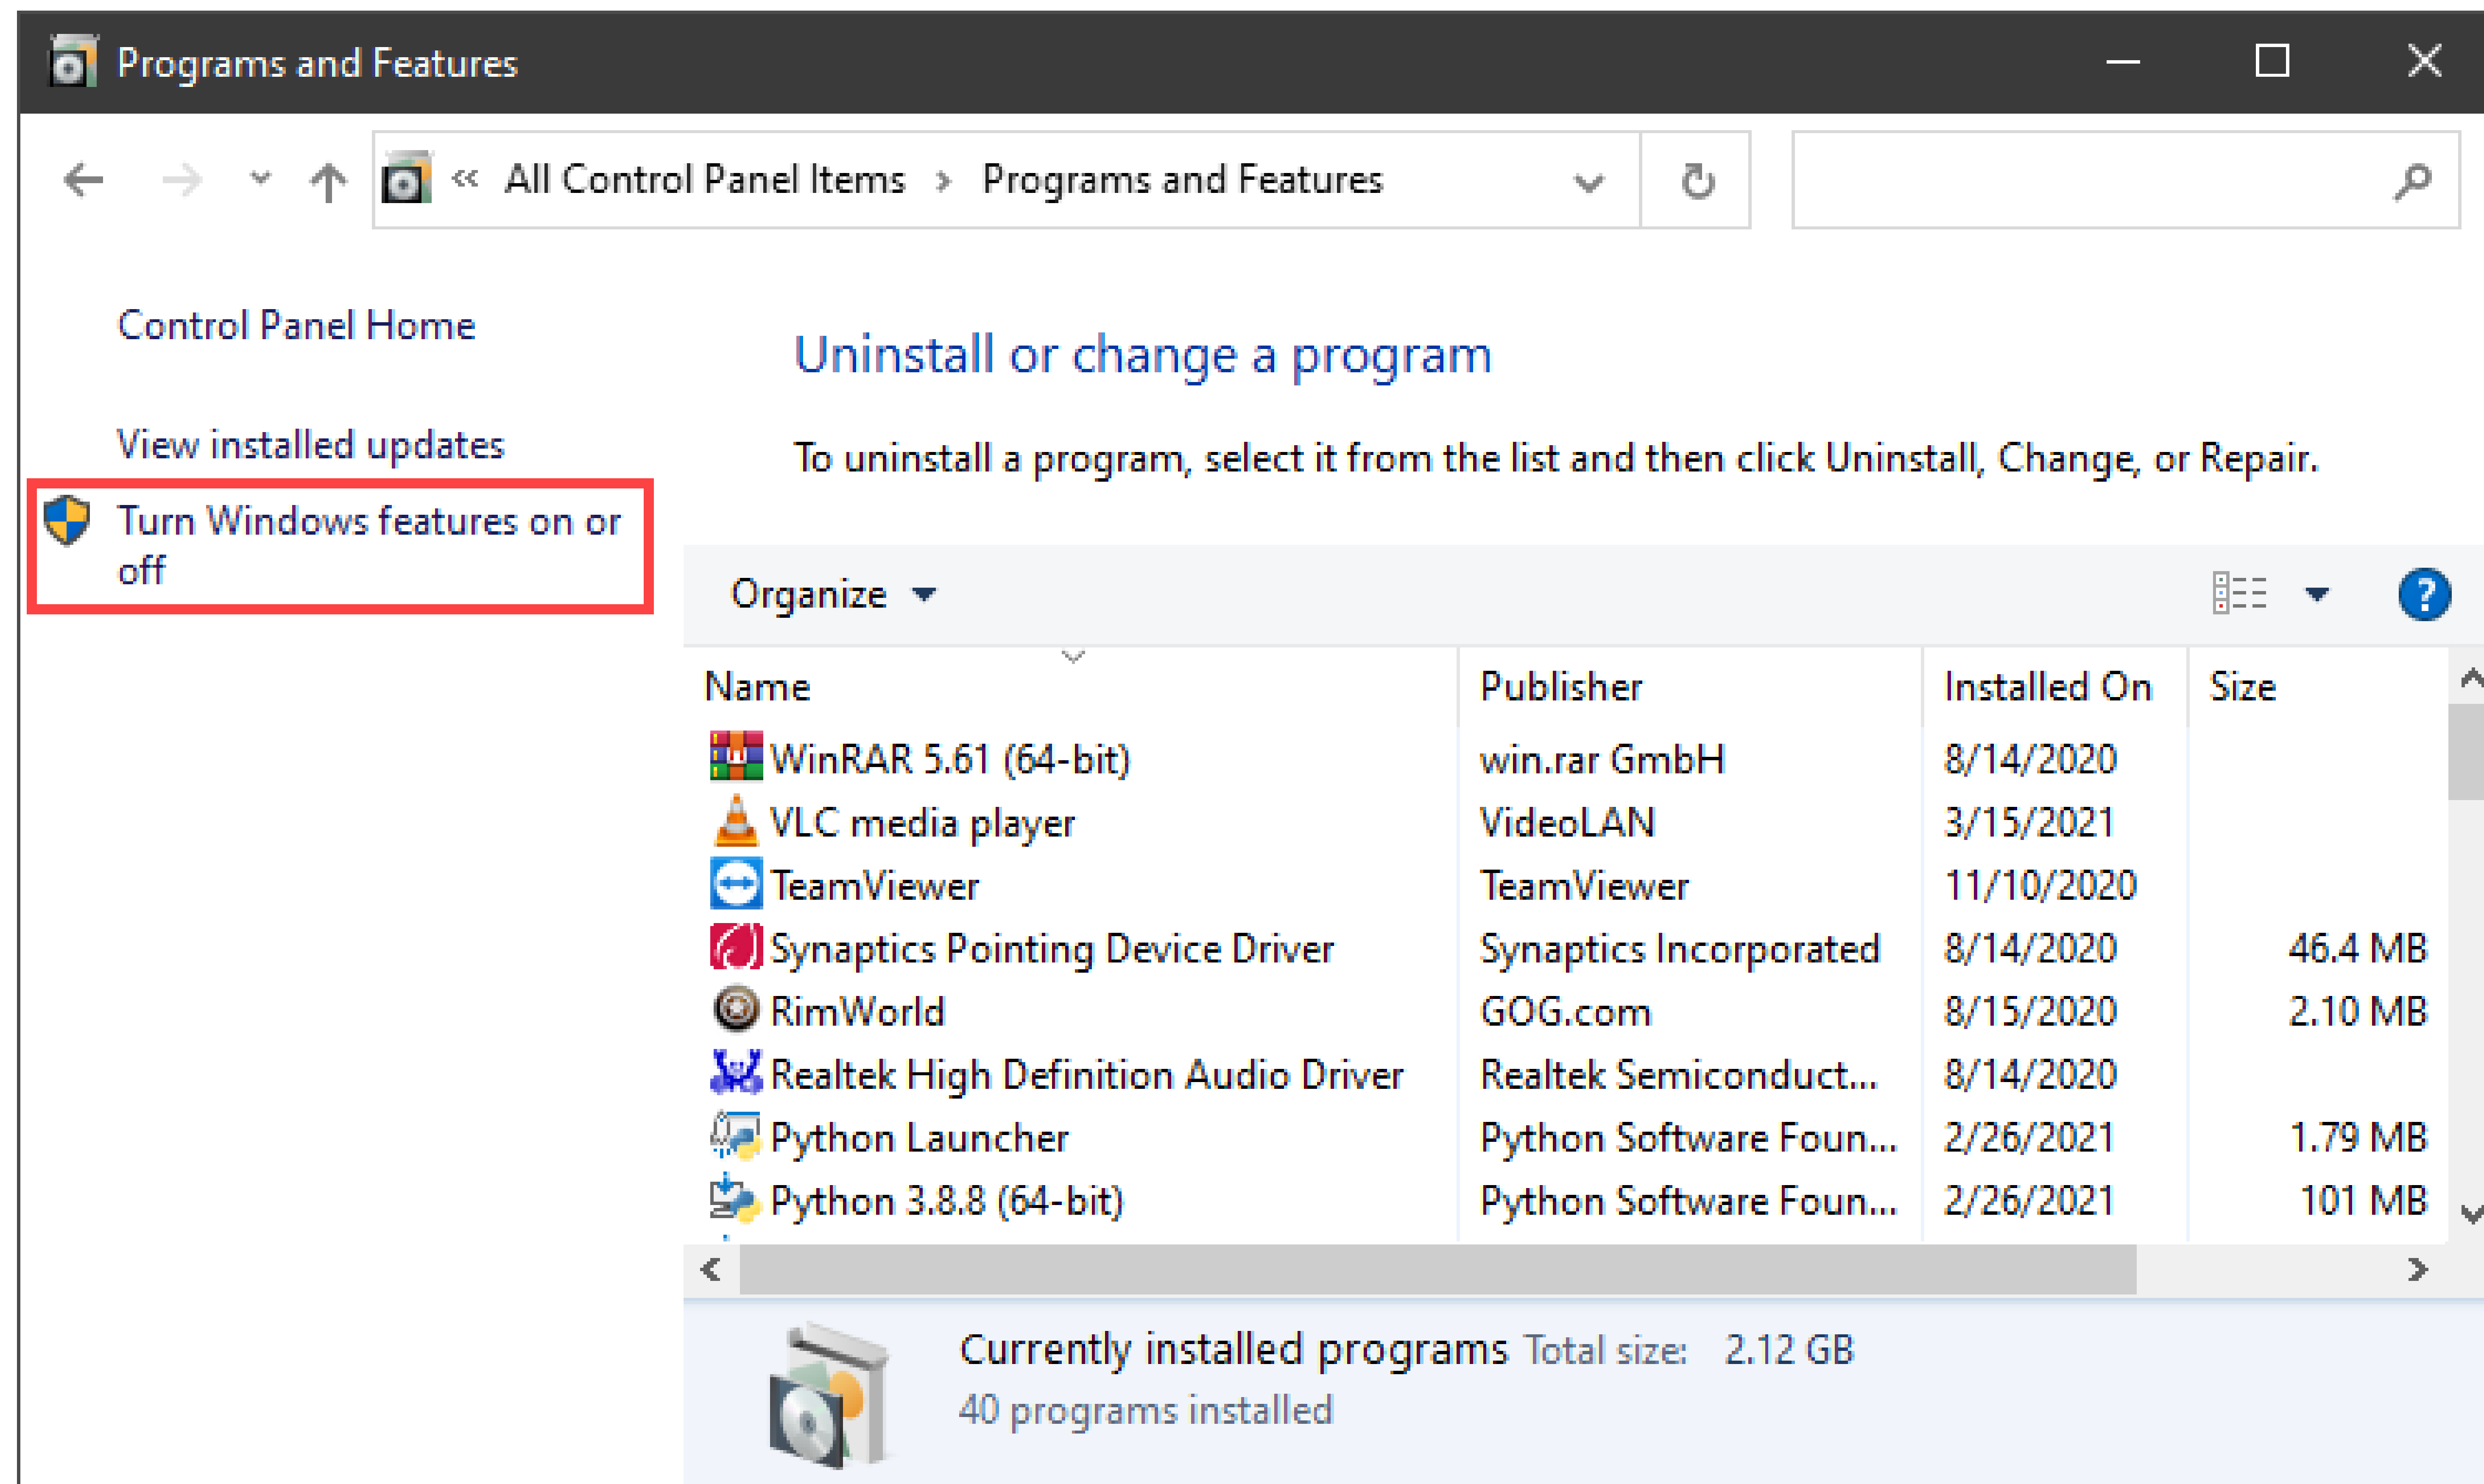 Programs and Features
« All Control Panel Items › Programs and Features
Control Panel Home
View installed updates
Turn Windows features on or
off
Uninstall or change a program
To uninstall a program, select it from the list and then click Uninstall, Change, or Repair.
Organize
Name Publisher Installed On Size
WinRAR 5.61 (64-bit) win.rar GmbH 8/14/2020
VLC media player VideoLAN 3/15/2021
TeamViewer TeamViewer 11/10/2020
Synaptics Pointing Device Driver Synaptics Incorporated 8/14/2020 46.4 MB
RimWorld GOG.com 8/15/2020 2.10 MB
Realtek High Definition Audio Driver Realtek Semiconduct... 8/14/2020
Python Launcher Python Software Foun... 2/26/2021 1.79 MB
Python 3.8.8 (64-bit) Python Software Foun... 2/26/2021 101 MB
Currently installed programs Total size: 2.12 GB
40 programs installed